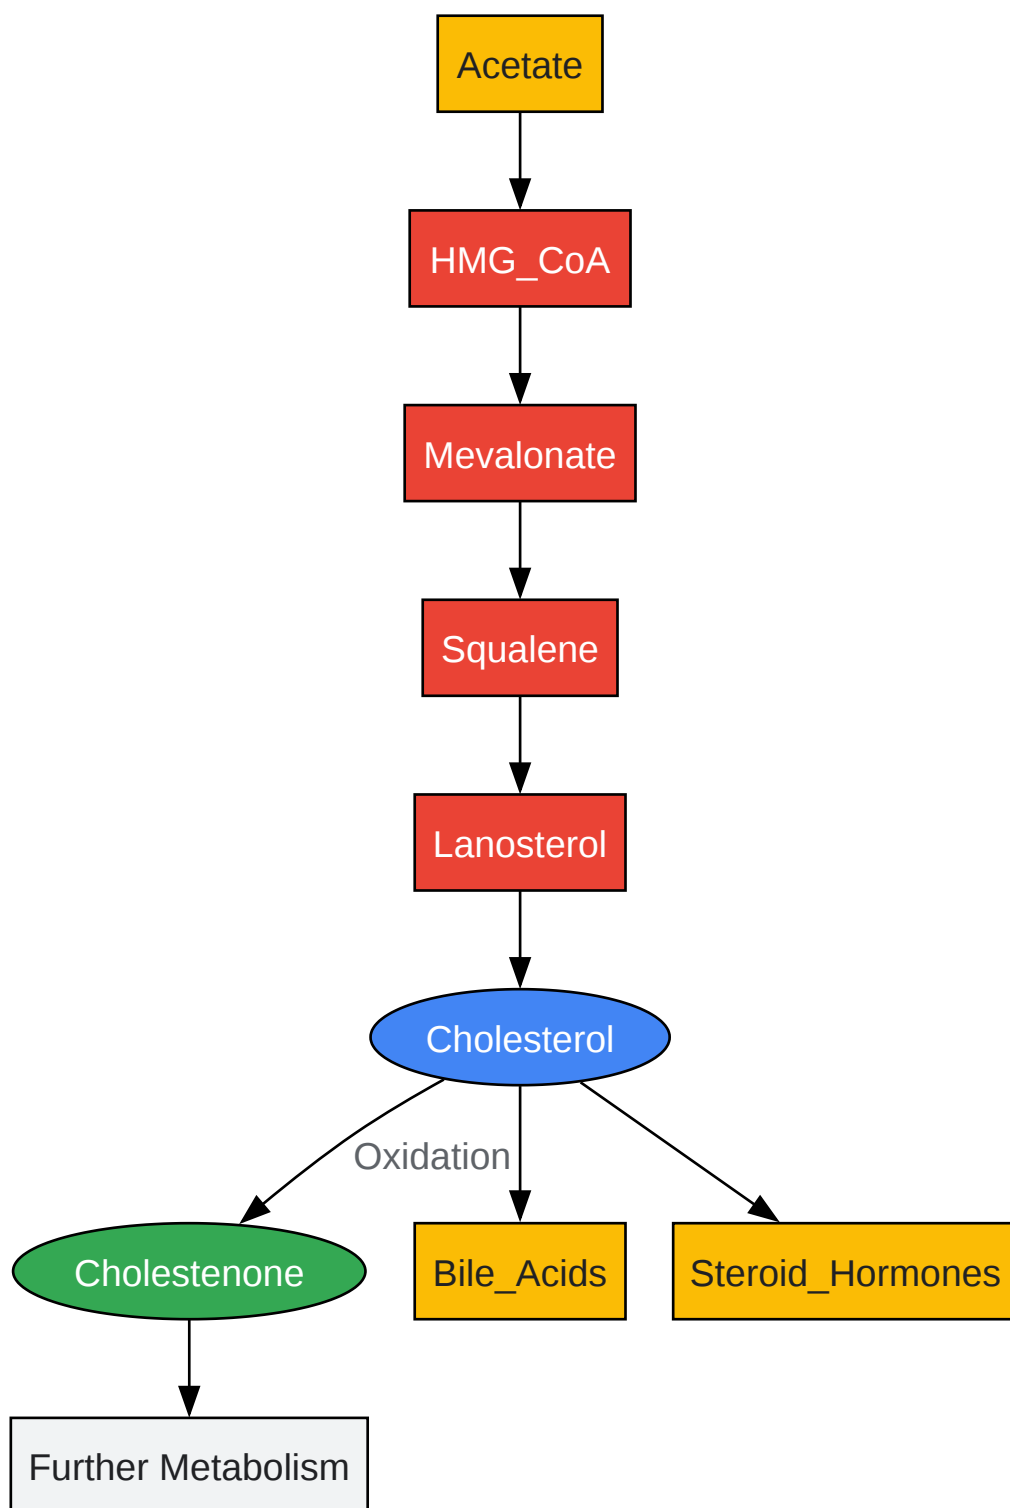 Acetate
HMG_CoA
Mevalonate
Squalene
Lanosterol
Cholesterol
Oxidation
Cholestenone
Bile_Acids
Steroid_Hormones
Further Metabolism